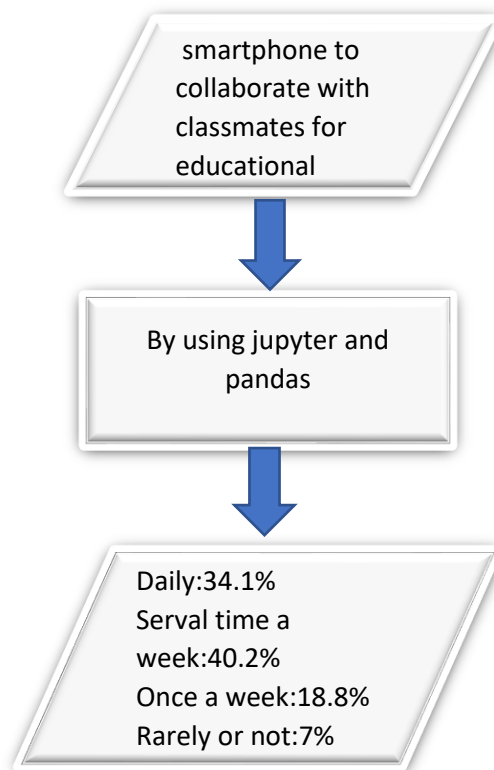 smartphone to
collaborate with
classmates for
educational
By using jupyter and
pandas
Daily:34.1%
Serval time a
week:40.2%
Once a week:18.8%
Rarely or not:7%